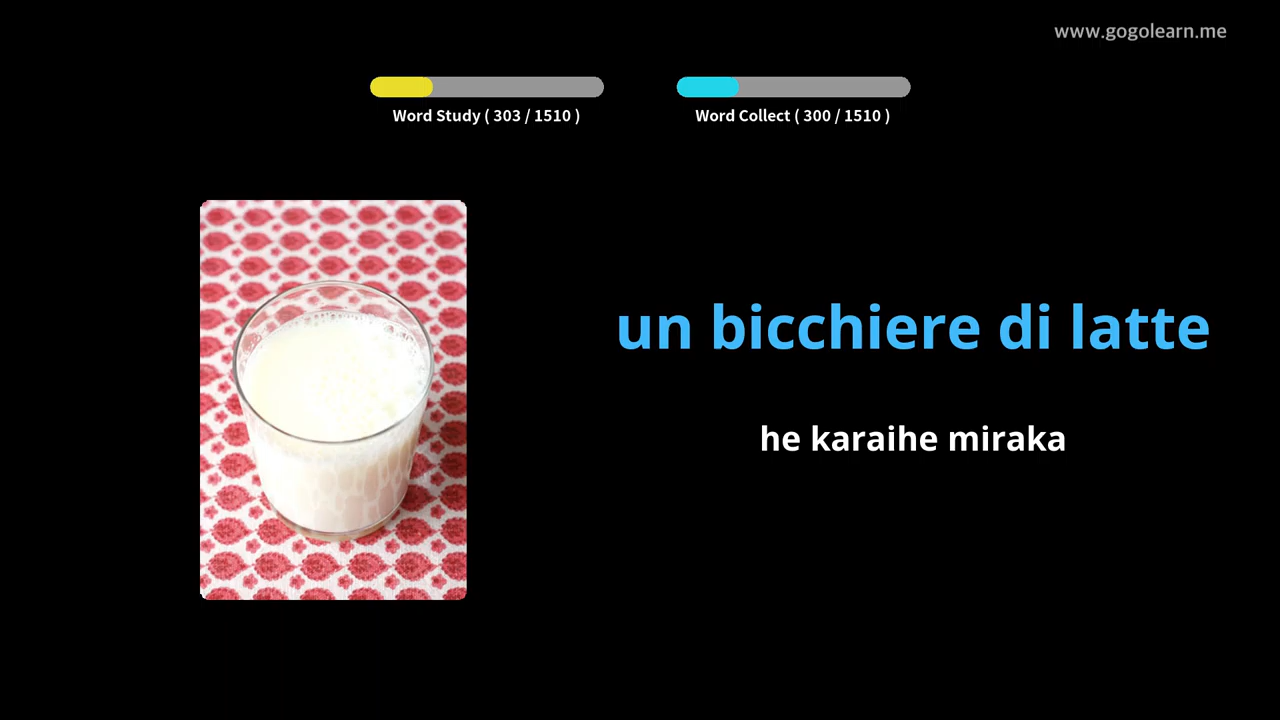 www.gogolearn.me
Word Study ( 303 / 1510 )
Word Collect ( 300 / 1510 )
un bicchiere di latte
he karaihe miraka